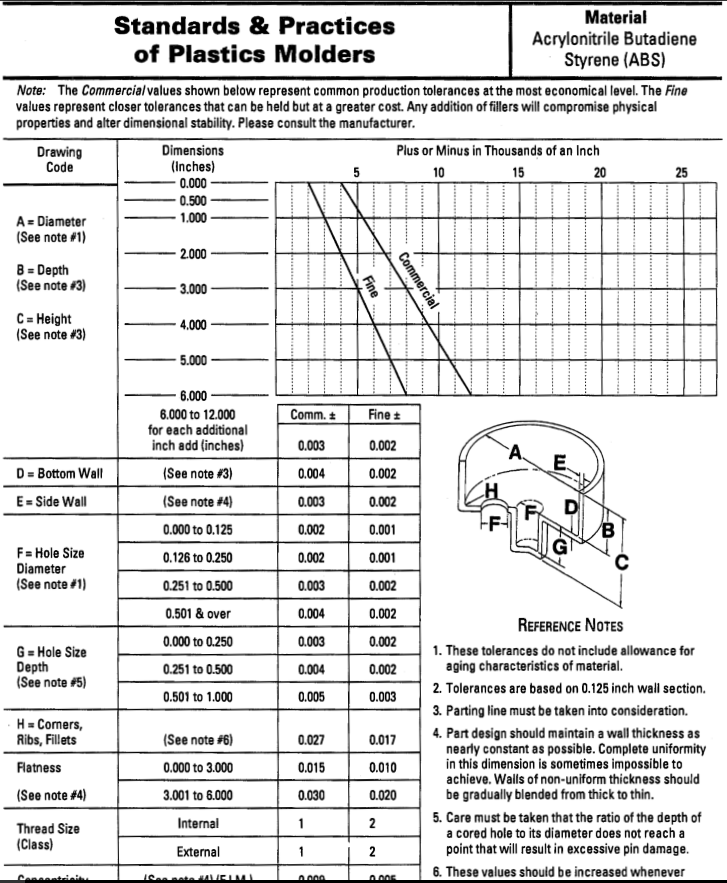 Standards & Practices
of Plastics Molders
Material
Acrylonitrile Butadiene
Styrene (ABS)
Note: The Commercial values shown below represent common production tolerances at the most economical level. The Fine
values represent closer tolerances that can be held but at a greater cost. Any addition of fillers will compromise physical
properties and alter dimensional stability. Please consult the manufacturer.
Drawing
Code
Dimensions
(Inches)
Plus or Minus in Thousands of an Inch
5 10 15 20 25
0.000
0.500
1.000
2.000
3.000
4.000
5.000
6.000
A = Diameter
(See note #1)
B = Depth
(See note #3)
C = Height
(See note #3)
Fine
Commercial
6.000 to 12.000
for each additional
inch add (inches)
Comm. ± Fine ±
0.003 0.002
D = Bottom Wall (See note #3) 0.004 0.002
E = Side Wall (See note #4) 0.003 0.002
F = Hole Size
Diameter
(See note #1)
0.000 to 0.125 0.002 0.001
0.126 to 0.250 0.002 0.001
0.251 to 0.500 0.003 0.002
0.501 & over 0.004 0.002
G = Hole Size
Depth
(See note #5)
0.000 to 0.250 0.003 0.002
0.251 to 0.500 0.004 0.002
0.501 to 1.000 0.005 0.003
H = Corners,
Ribs, Fillets (See note #6) 0.027 0.017
Flatness 0.000 to 3.000 0.015 0.010
(See note #4) 3.001 to 6.000 0.030 0.020
Thread Size
(Class)
Internal 1 2
External 1 2
Concentricity (See note #4) (F.I.M.) 0.009 0.005
A
E
H
F
F
D
B
G
C
REFERENCE NOTES
1. These tolerances do not include allowance for
aging characteristics of material.
2. Tolerances are based on 0.125 inch wall section.
3. Parting line must be taken into consideration.
4. Part design should maintain a wall thickness as
nearly constant as possible. Complete uniformity
in this dimension is sometimes impossible to
achieve. Walls of non-uniform thickness should
be gradually blended from thick to thin.
5. Care must be taken that the ratio of the depth of
a cored hole to its diameter does not reach a
point that will result in excessive pin damage.
6. These values should be increased whenever